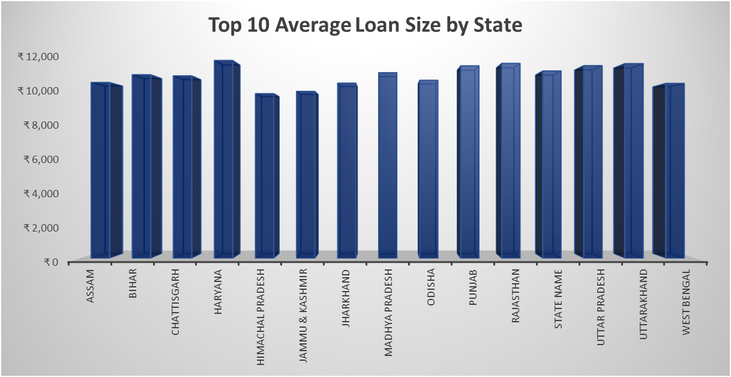 Top 10 Average Loan Size by State
₹ 12,000
₹ 10,000
₹ 8,000
₹ 6,000
₹ 4,000
₹ 2,000
₹ 0
ASSAM
BIHAR
CHATTISGARH
HARYANA
HIMACHAL PRADESH
JAMMU & KASHMIR
JHARKHAND
MADHYA PRADESH
ODISHA
PUNJAB
RAJASTHAN
STATE NAME
UTTAR PRADESH
UTTARAKHAND
WEST BENGAL